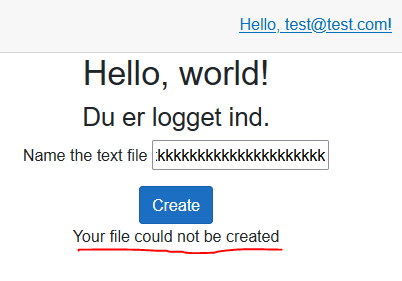 Hello, test@test.com!
Hello, world!
Du er logget ind.
Name the text file kkkkkkkkkkkkkkkkkkkkk
Create
Your file could not be created